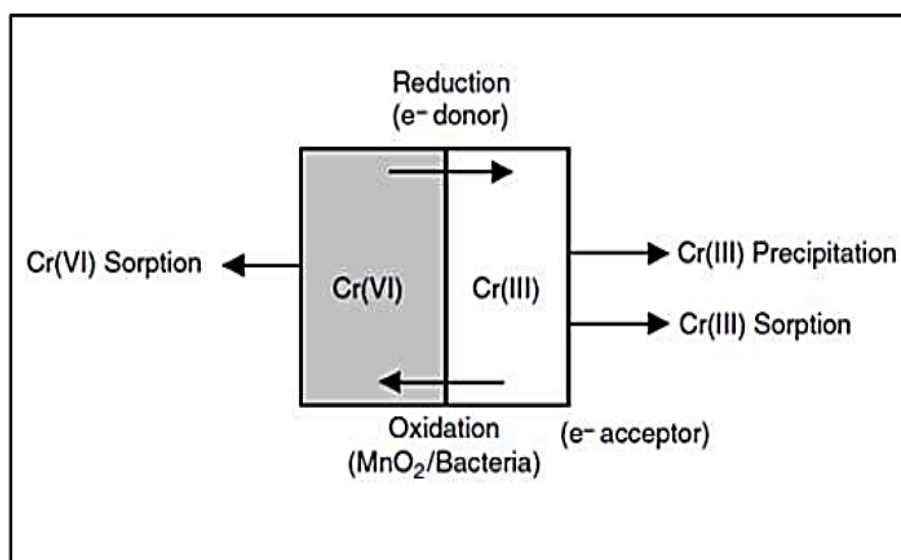 Reduction
(e⁻ donor)
Cr(VI) Sorption
Cr(VI)
Cr(III)
Cr(III) Precipitation
Cr(III) Sorption
Oxidation
(MnO₂/Bacteria)
(e⁻ acceptor)